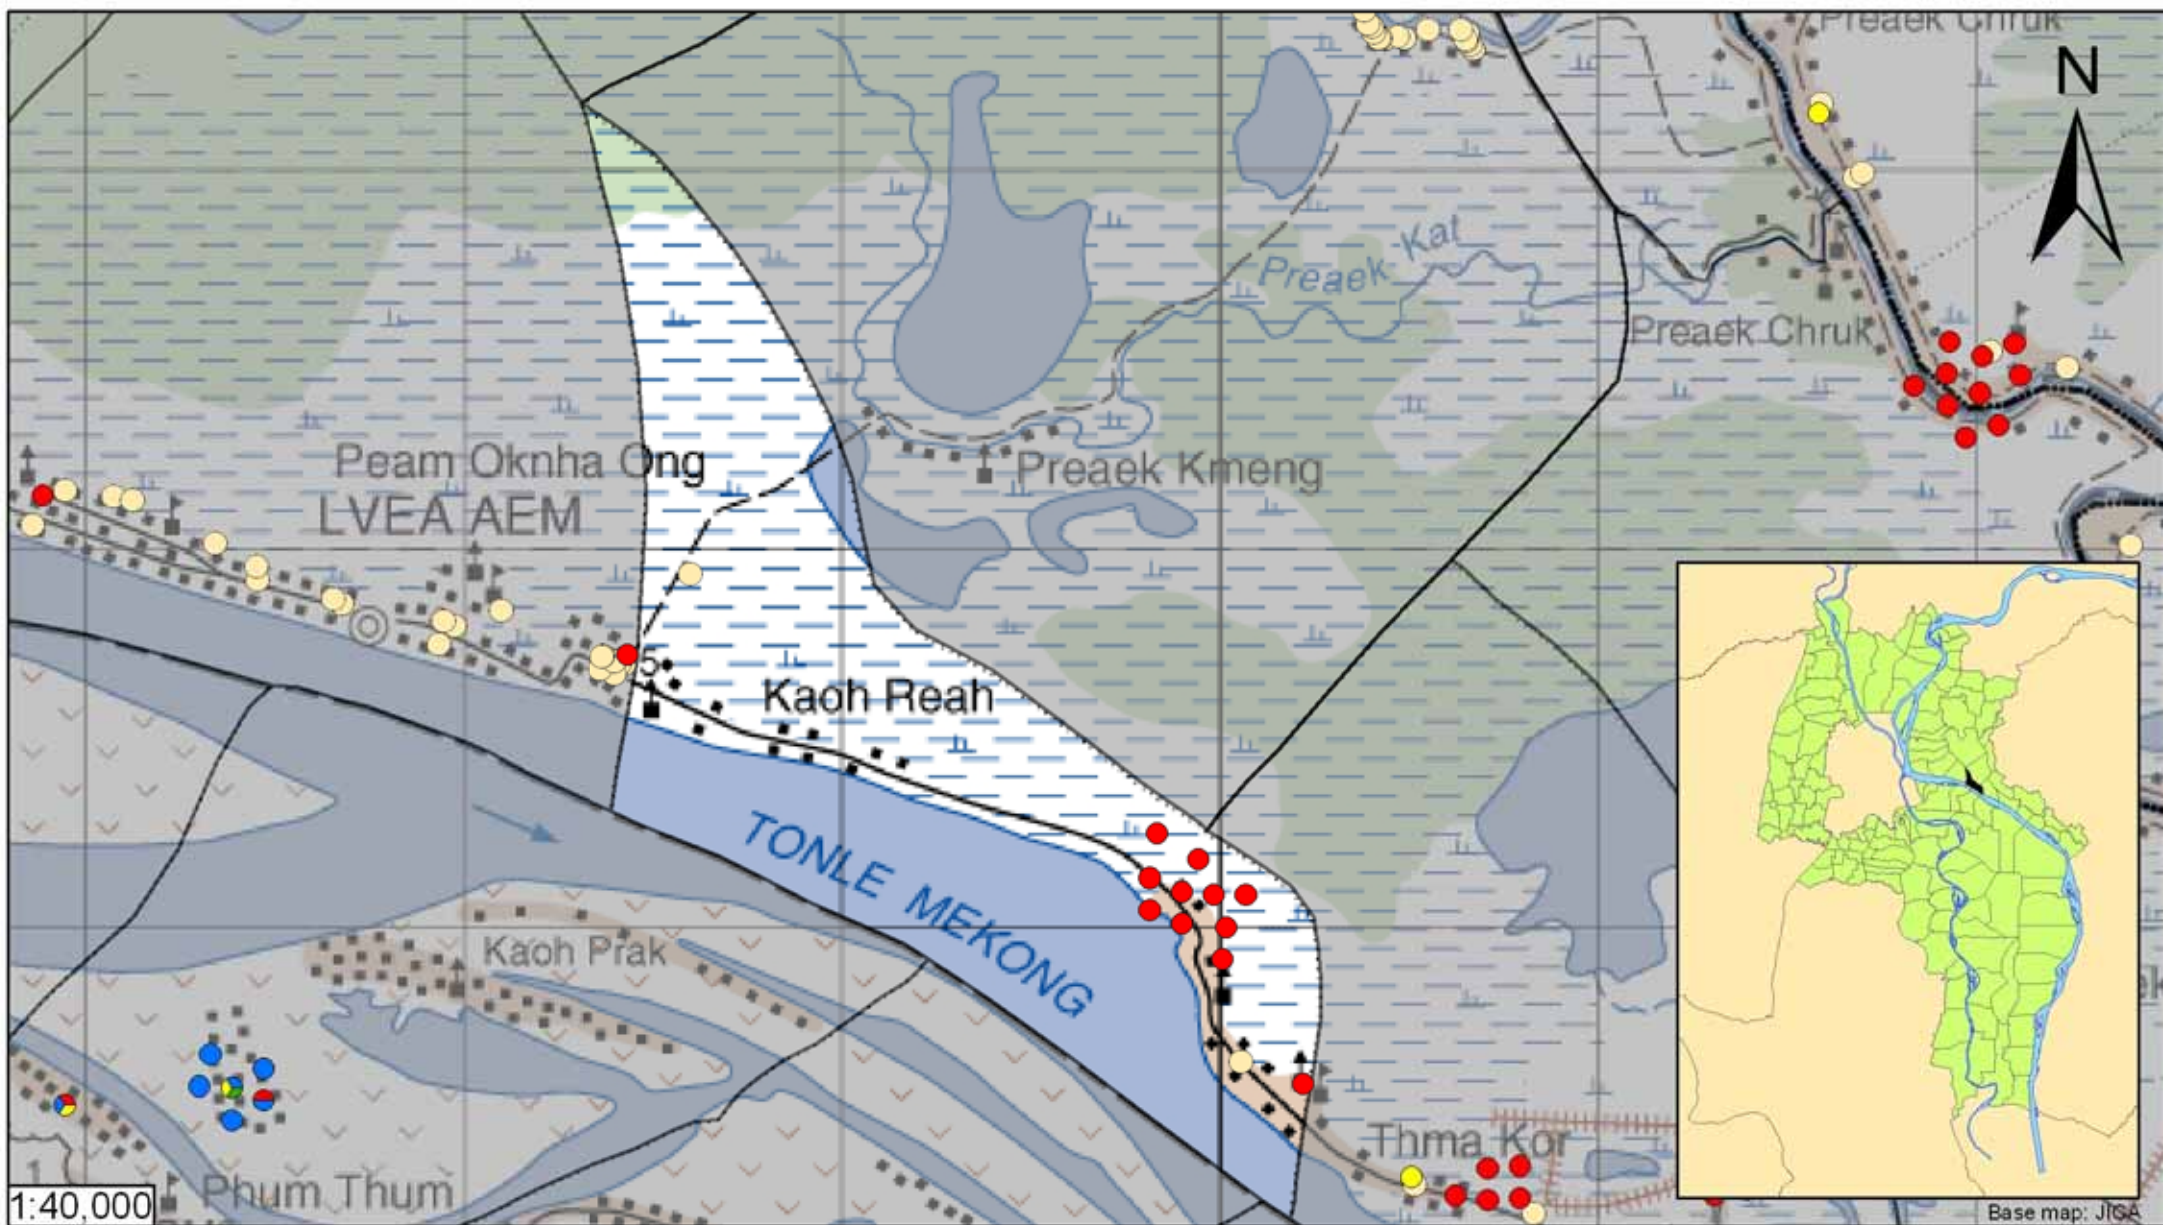 Preaek Chruk
N
Preaek Kat
Preaek Chruk
Peam Oknha Ong
LVEA AEM
Preaek Kmeng
5
Kaoh Reah
TONLE MEKONG
Kaoh Prak
Thma Kor
Phum Thum
1
1:40,000
Base map: JICA